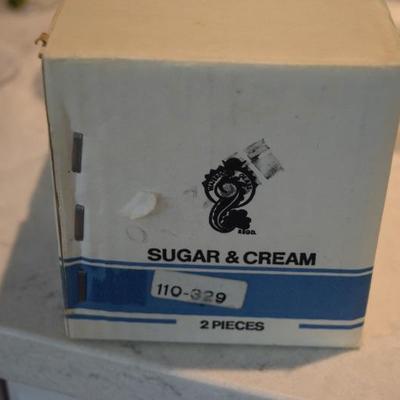 SUGAR & CREAM
110-329
2 PIECES